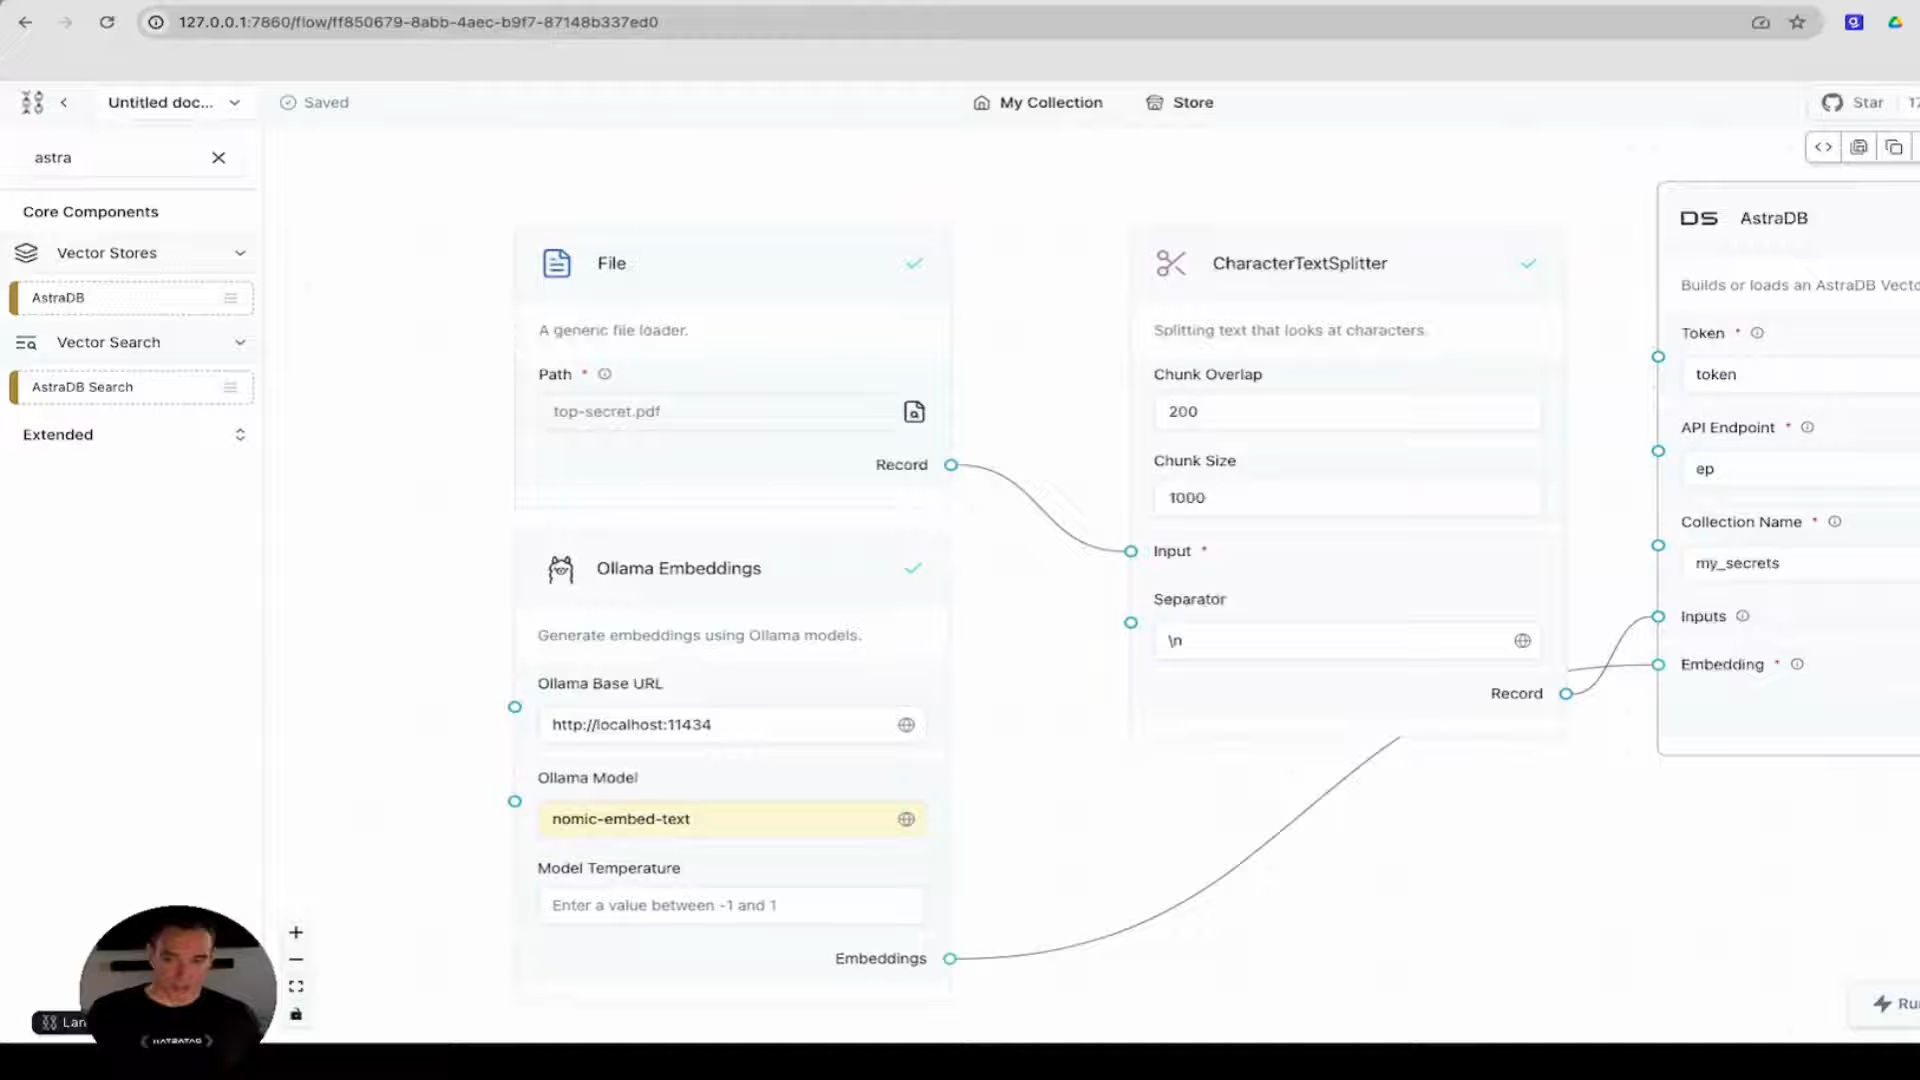 127.0.0.1:7860/flow/ff850679-8abb-4aec-b9f7-87148b337ed0
Untitled doc...
Saved
My Collection
Store
Star
astra
Core Components
Vector Stores
AstraDB
Vector Search
AstraDB Search
Extended
File
A generic file loader.
Path *
top-secret.pdf
Record
Ollama Embeddings
Generate embeddings using Ollama models.
Ollama Base URL
http://localhost:11434
Ollama Model
nomic-embed-text
Model Temperature
Enter a value between -1 and 1
Embeddings
CharacterTextSplitter
Splitting text that looks at characters.
Chunk Overlap
200
Chunk Size
1000
Input *
Separator
\n
Record
DS AstraDB
Builds or loads an AstraDB Vecto
Token *
token
API Endpoint *
ep
Collection Name *
my_secrets
Inputs
Embedding *
Lan